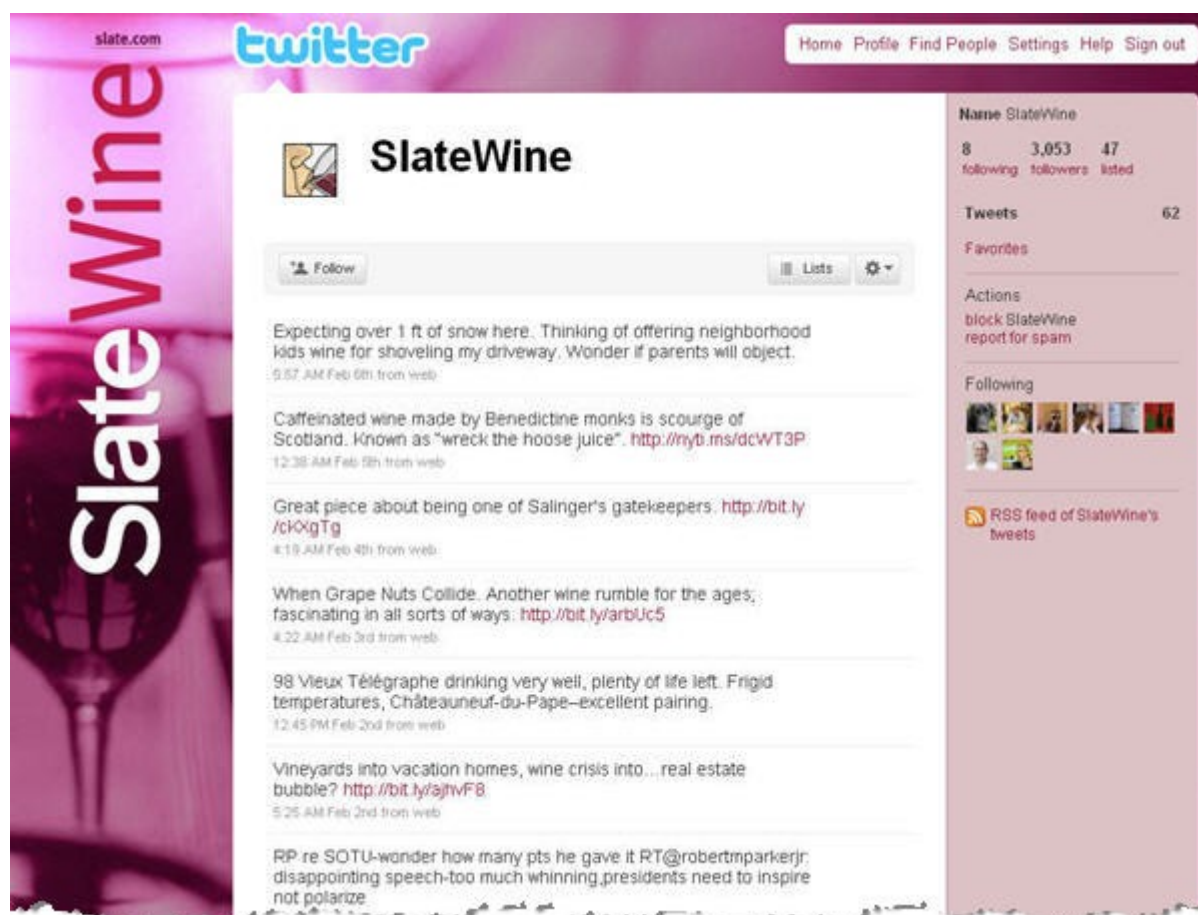 slate.com
SlateWine
twitter
Home Profile Find People Settings Help Sign out
SlateWine
Follow
Lists
Expecting over 1 ft of snow here. Thinking of offering neighborhood
kids wine for shoveling my driveway. Wonder if parents will object.
5:57 AM Feb 6th from web
Caffeinated wine made by Benedictine monks is scourge of
Scotland. Known as "wreck the hoose juice". http://nyb.ms/dcWT3P
12:38 AM Feb 5th from web
Great piece about being one of Salinger's gatekeepers. http://bit.ly
/ckXgTg
4:19 AM Feb 4th from web
When Grape Nuts Collide. Another wine rumble for the ages;
fascinating in all sorts of ways. http://bit.ly/arbUc5
4:22 AM Feb 3rd from web
98 Vieux Télégraphe drinking very well, plenty of life left. Frigid
temperatures, Châteauneuf-du-Pape–excellent pairing.
12:45 PM Feb 2nd from web
Vineyards into vacation homes, wine crisis into...real estate
bubble? http://bit.ly/ajhvF8
5:25 AM Feb 2nd from web
RP re SOTU-wonder how many pts he gave it RT@robertmparkerjr:
disappointing speech-too much whinning,presidents need to inspire
not polarize
Name SlateWine
8 3,053 47
following followers listed
Tweets 62
Favorites
Actions
block SlateWine
report for spam
Following
RSS feed of SlateWine's
tweets